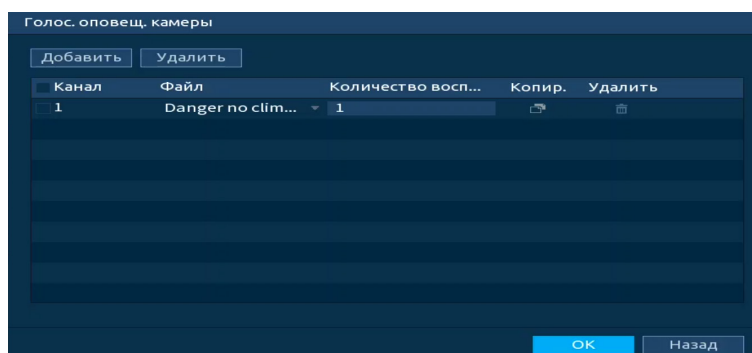 Голос. оповещ. камеры
Добавить Удалить
Канал Файл Количество восп... Копир. Удалить
1 Danger no clim... 1
OK Назад